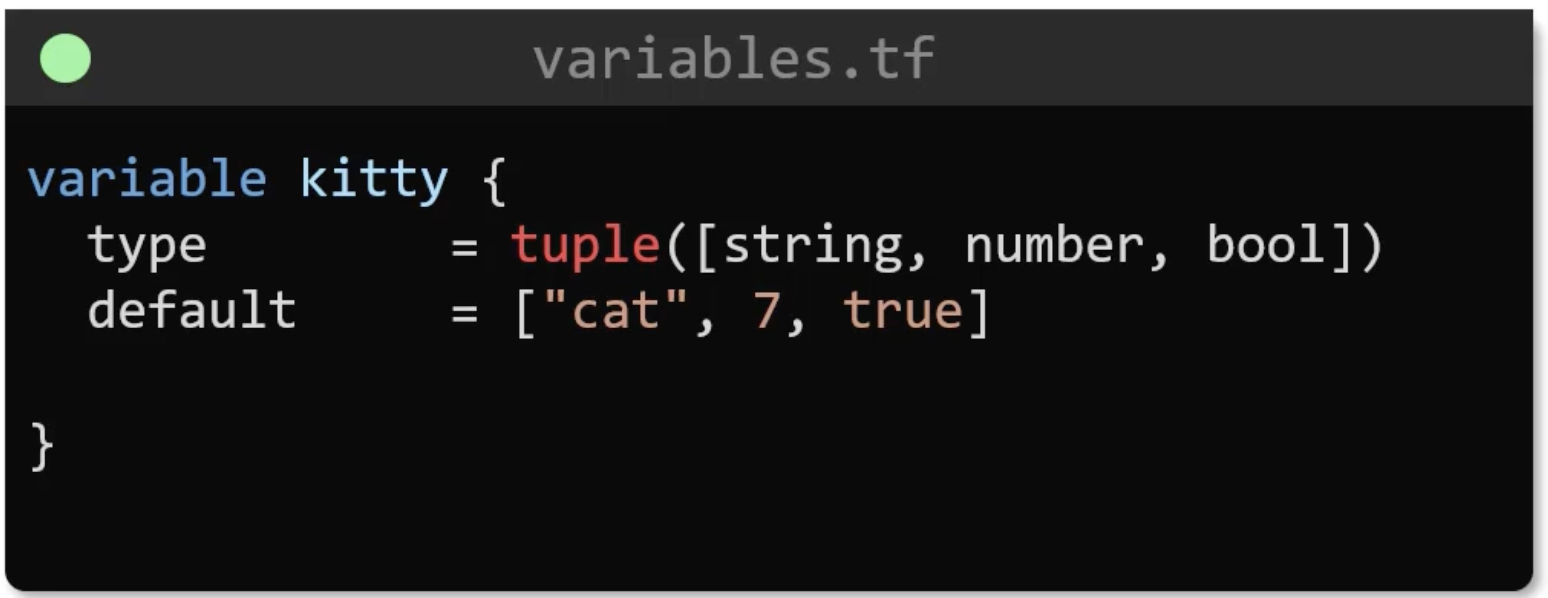 variables.tf
variable kitty {
  type        = tuple([string, number, bool])
  default     = ["cat", 7, true]
}